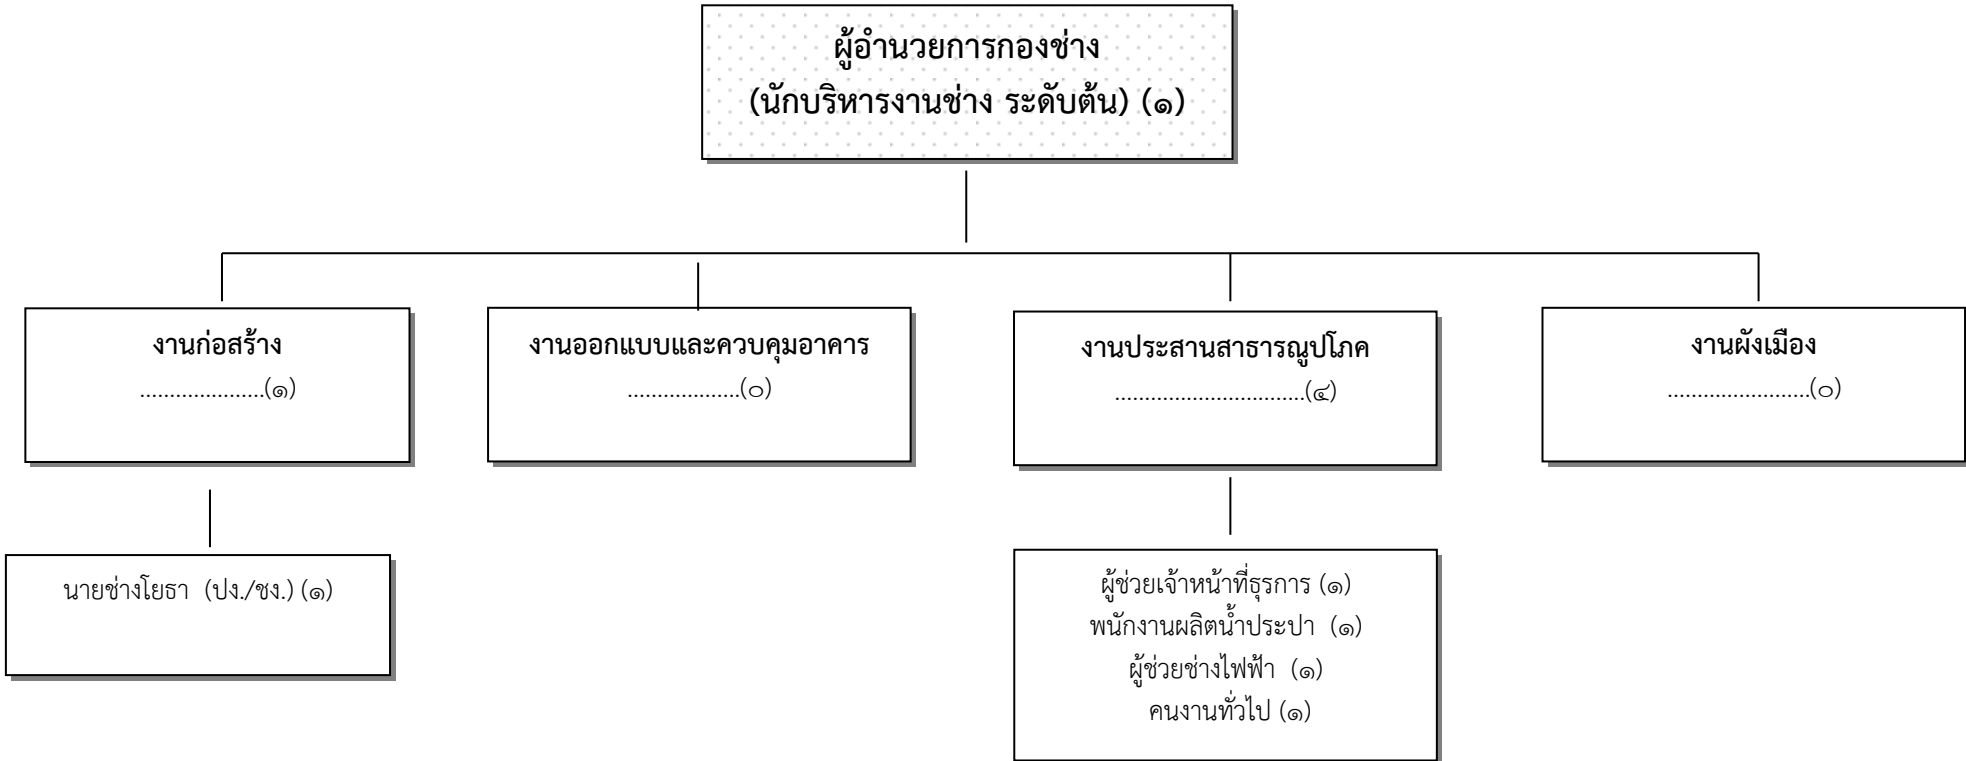 ผู้อำนวยการกองช่าง
(นักบริหารงานช่าง ระดับต้น) (๑)
งานก่อสร้าง
.....................(๑)
งานออกแบบและควบคุมอาคาร
...................(๐)
งานประสานสาธารณูปโภค
................................(๔)
งานผังเมือง
........................(๐)
นายช่างโยธา (ปง./ชง.) (๑)
ผู้ช่วยเจ้าหน้าที่ธุรการ (๑)
พนักงานผลิตน้ำประปา (๑)
ผู้ช่วยช่างไฟฟ้า (๑)
คนงานทั่วไป (๑)